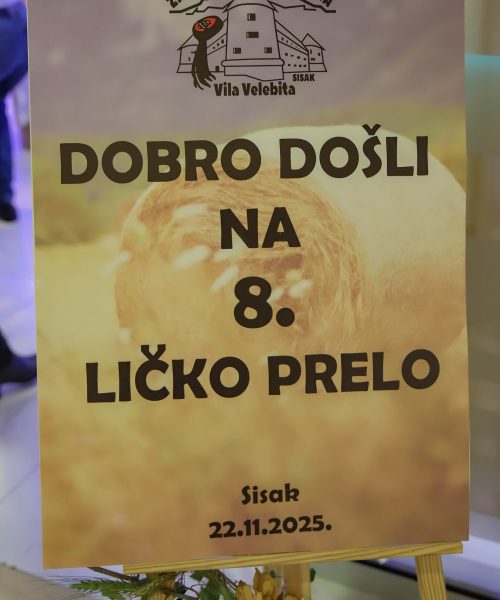 SISAK
Vila Velebita
DOBRO DOŠLI
NA
8.
LIČKO PRELO
Sisak
22.11.2025.